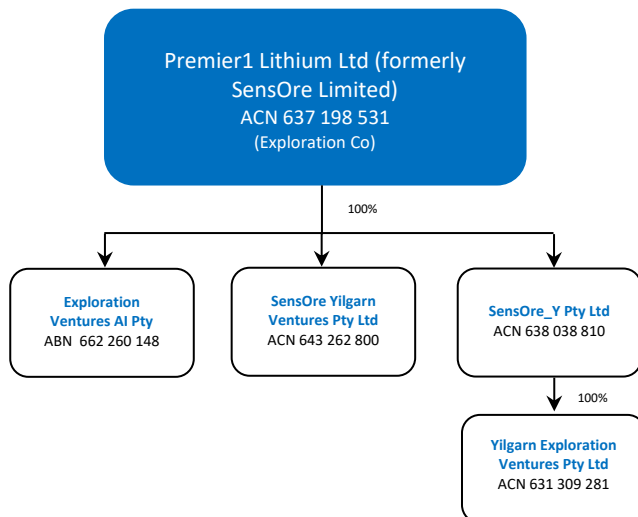 Premier1 Lithium Ltd (formerly
SensOre Limited)
ACN 637 198 531
(Exploration Co)
100%
Exploration
Ventures AI Pty
ABN 662 260 148
SensOre Yilgarn
Ventures Pty Ltd
ACN 643 262 800
SensOre_Y Pty Ltd
ACN 638 038 810
100%
Yilgarn Exploration
Ventures Pty Ltd
ACN 631 309 281